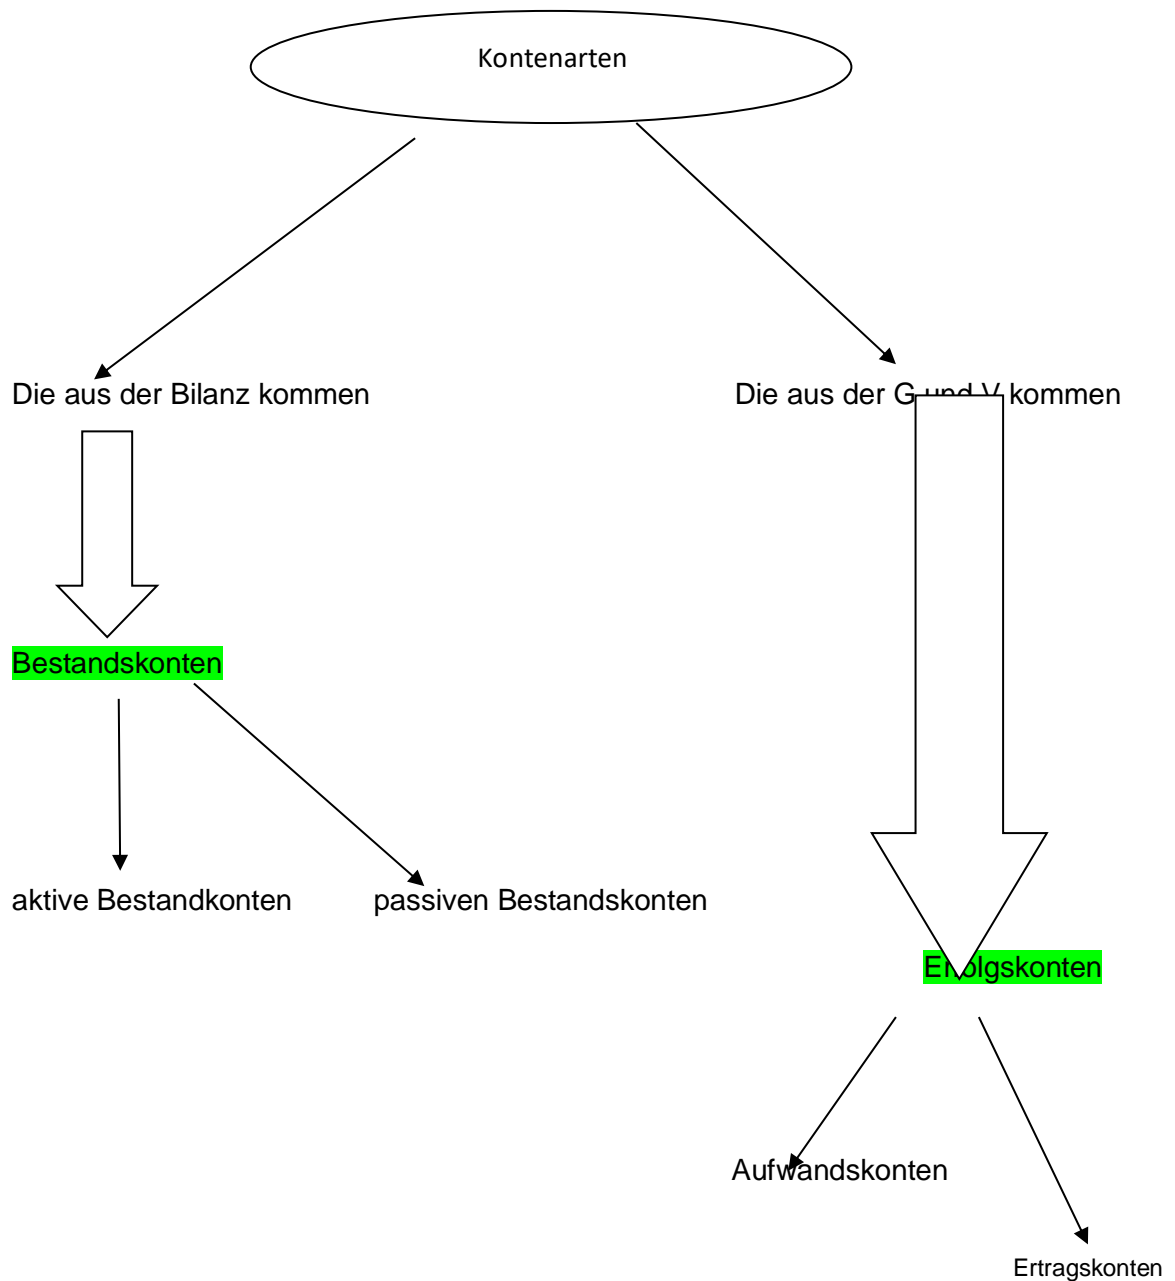 Kontenarten
Die aus der Bilanz kommen
Die aus der G und V kommen
Bestandskonten
aktive Bestandkonten
passiven Bestandskonten
Erfolgskonten
Aufwandskonten
Ertragskonten